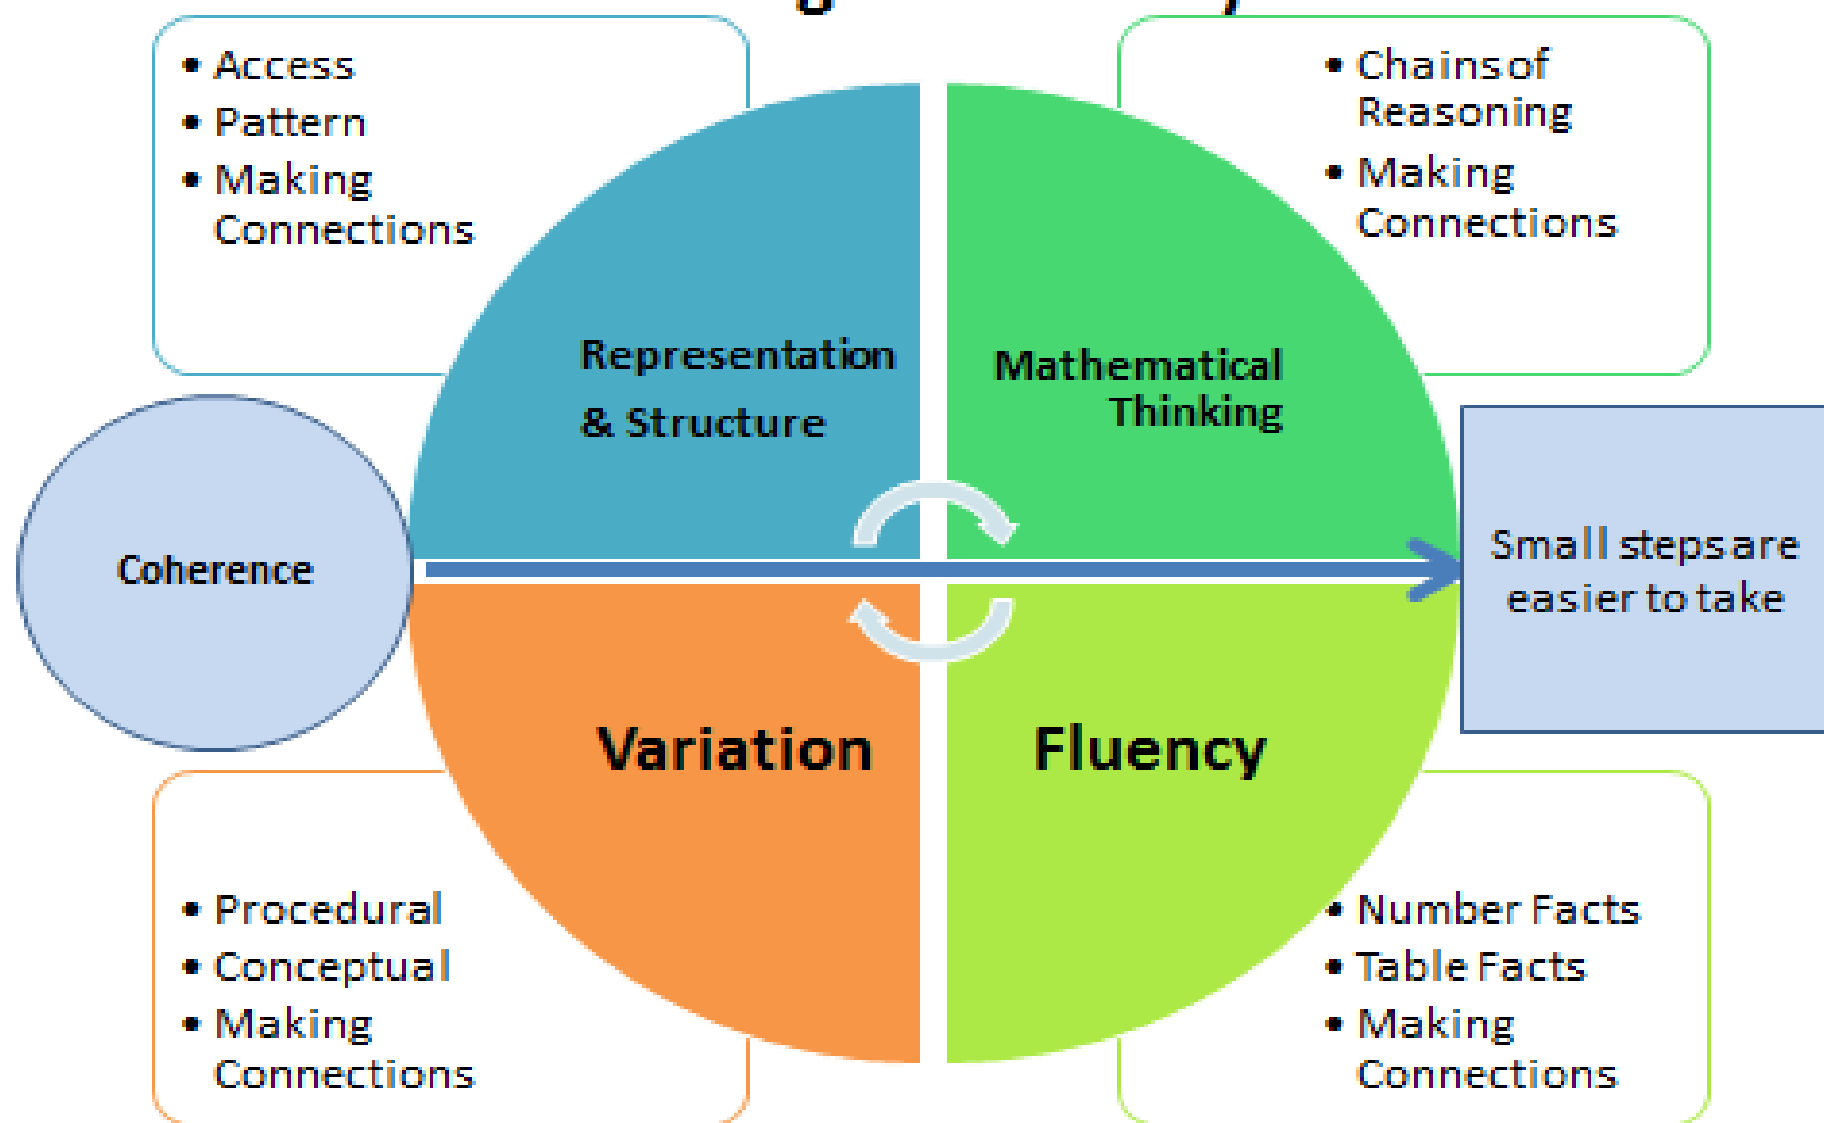 • Access
• Pattern
• Making
Connections
• Chains of
Reasoning
• Making
Connections
Representation
& Structure
Mathematical
Thinking
Coherence
Small steps are
easier to take
Variation
Fluency
• Procedural
• Conceptual
• Making
Connections
• Number Facts
• Table Facts
• Making
Connections